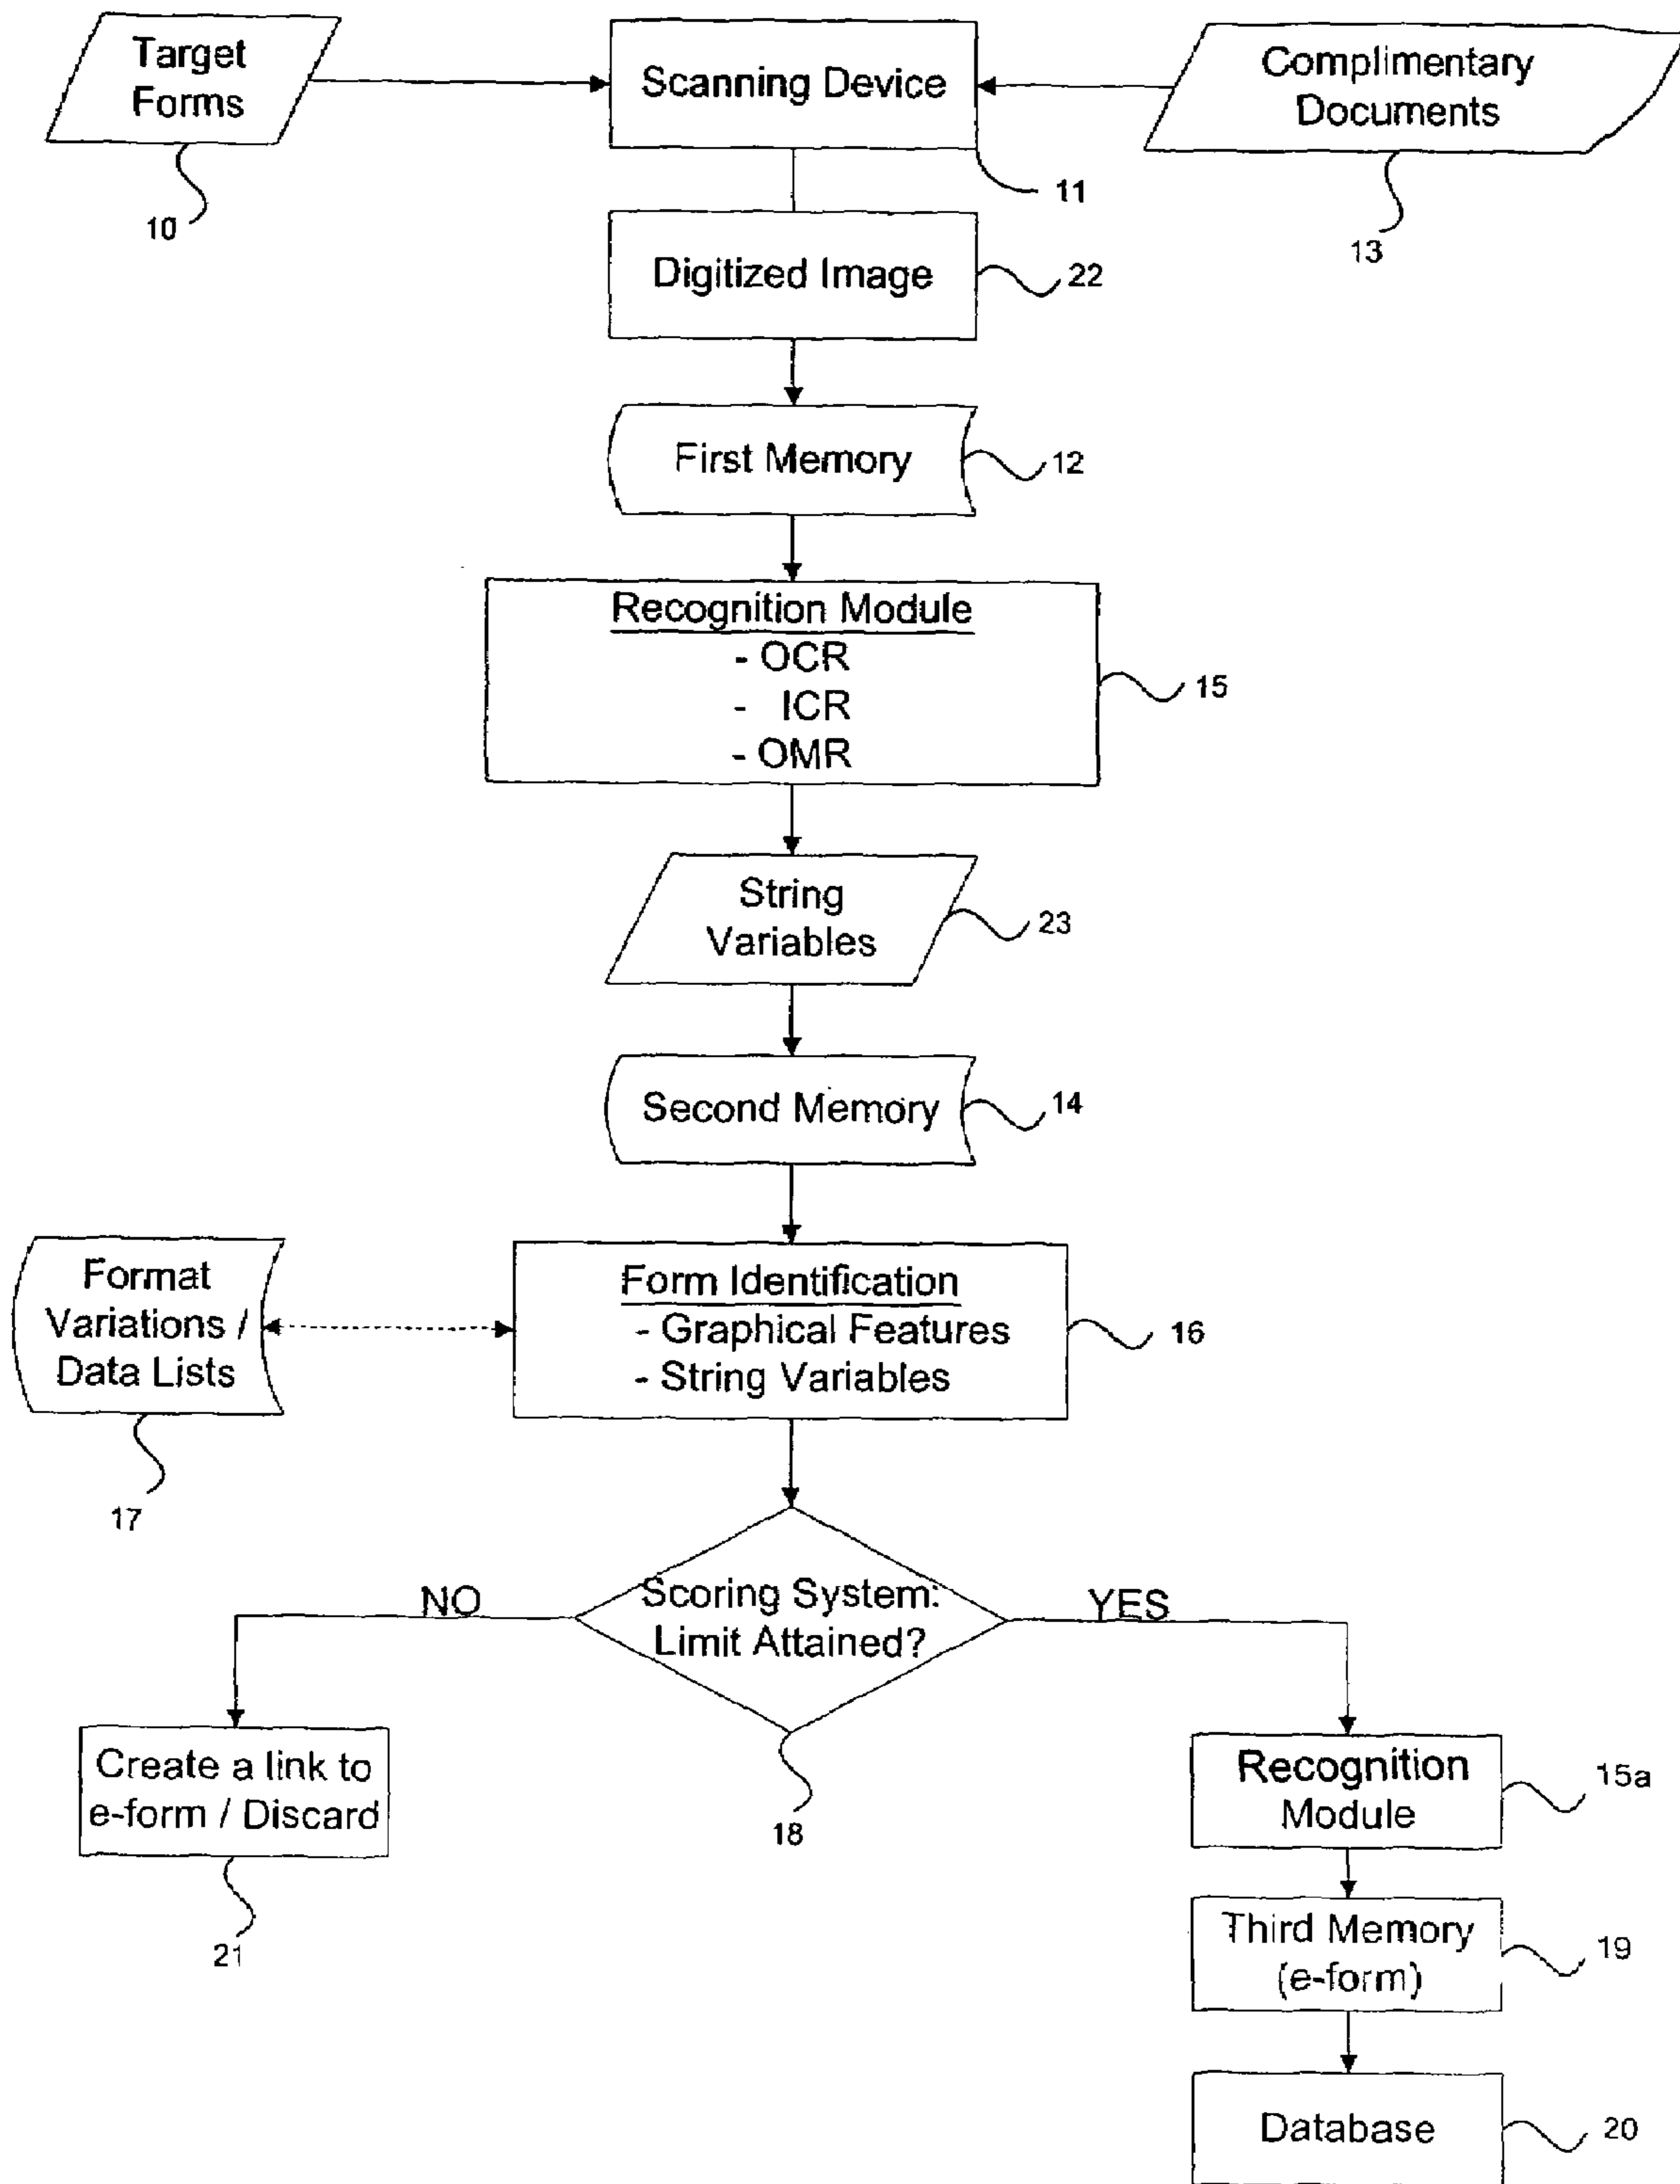 Target
Forms
10
Scanning Device
11
Complimentary
Documents
13
Digitized Image
22
First Memory
12
Recognition Module
- OCR
- ICR
- OMR
15
String
Variables
23
Second Memory
14
Format
Variations /
Data Lists
17
Form Identification
- Graphical Features
- String Variables
16
NO
Scoring System:
Limit Attained?
YES
18
Create a link to
e-form / Discard
21
Recognition
Module
15a
Third Memory
(e-form)
19
Database
20